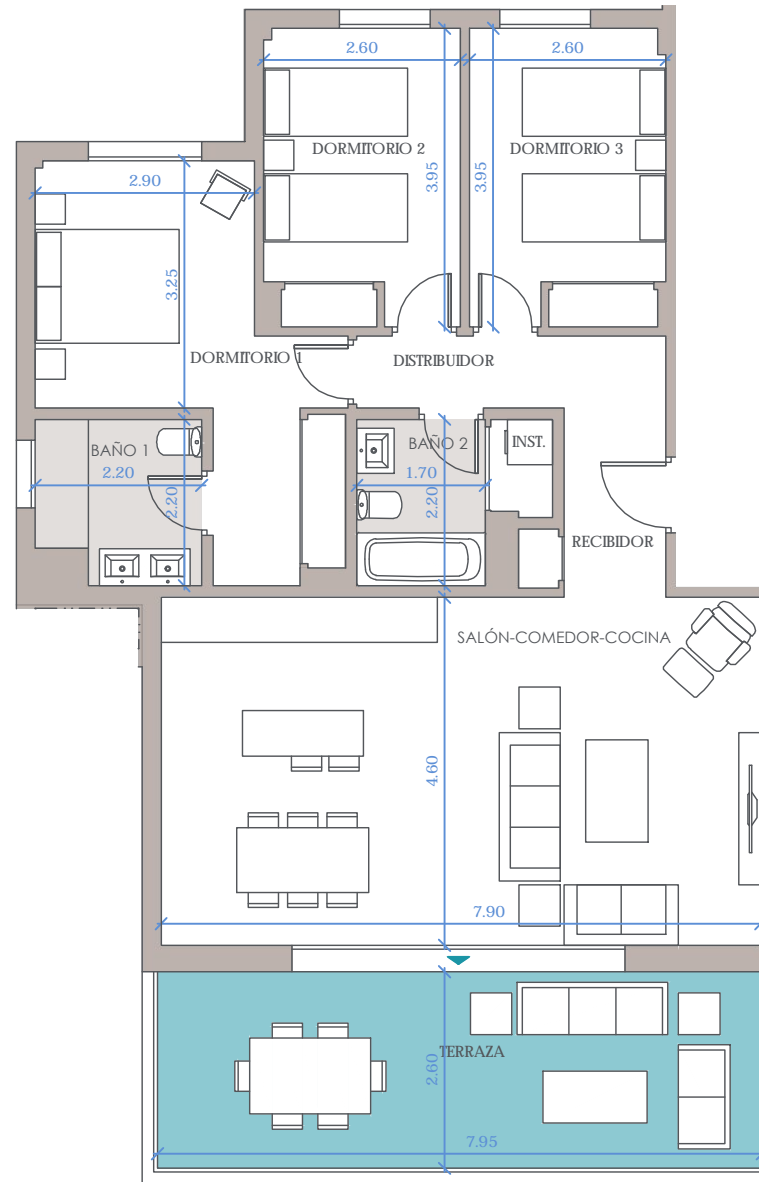 2.60
2.60
DORMITORIO 2
DORMITORIO 3
3.95
3.95
2.90
3.25
DORMITORIO 1
DISTRIBUIDOR
BAÑO 1
BAÑO 2
INST.
2.20
1.70
2.20
2.20
RECIBIDOR
SALÓN-COMEDOR-COCINA
4.60
7.90
TERRAZA
2.60
7.95